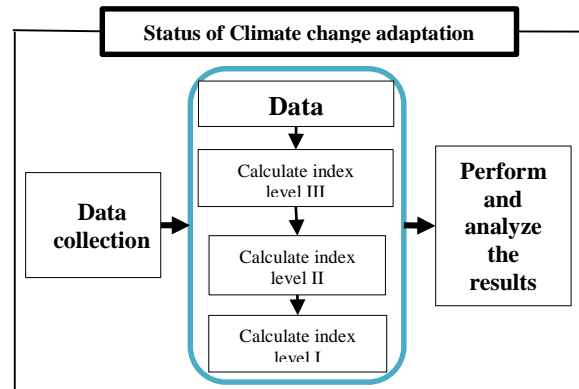 Status of Climate change adaptation
Data
Calculate index
level III
Data
collection
Calculate index
level II
Calculate index
level I
Perform
and
analyze
the
results